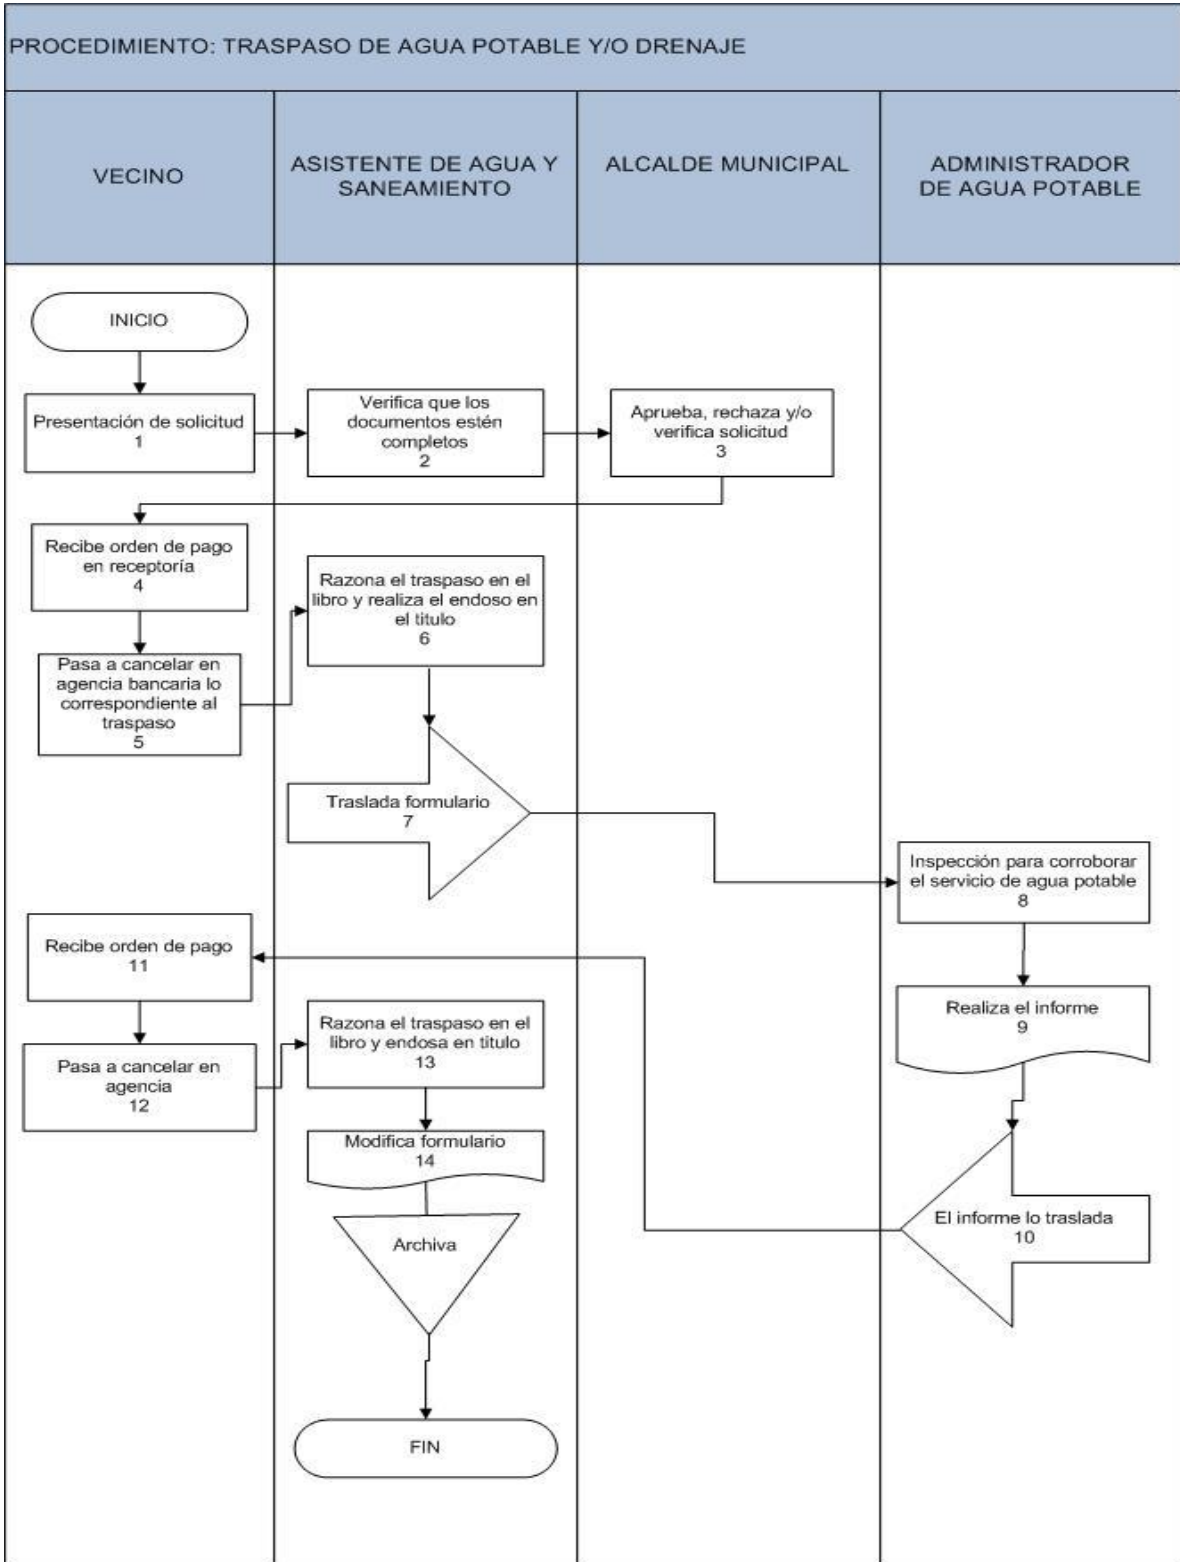 PROCEDIMIENTO: TRASPASO DE AGUA POTABLE Y/O DRENAJE
VECINO
ASISTENTE DE AGUA Y
SANEAMIENTO
ALCALDE MUNICIPAL
ADMINISTRADOR
DE AGUA POTABLE
INICIO
Presentación de solicitud
1
Verifica que los
documentos estén
completos
2
Aprueba, rechaza y/o
verifica solicitud
3
Recibe orden de pago
en receptoría
4
Pasa a cancelar en
agencia bancaria lo
correspondiente al
traspaso
5
Razona el traspaso en el
libro y realiza el endoso en
el titulo
6
Traslada formulario
7
Inspección para corroborar
el servicio de agua potable
8
Realiza el informe
9
El informe lo traslada
10
Recibe orden de pago
11
Pasa a cancelar en
agencia
12
Razona el traspaso en el
libro y endosa en titulo
13
Modifica formulario
14
Archiva
FIN